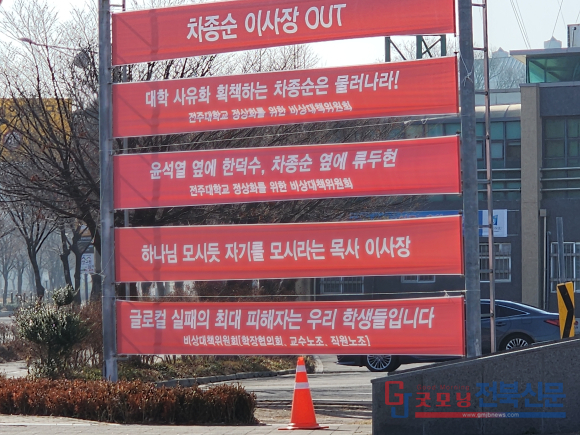 차종순 이사장 OUT
대학 사유화 획책하는 차종순은 물러나라!
전주대학교 정상화를 위한 비상대책위원회
윤석열 옆에 한덕수, 차종순 옆에 류두현
전주대학교 정상화를 위한 비상대책위원회
하나님 모시듯 자기를 모시라는 목사 이사장
글로컬 실패의 최대 피해자는 우리 학생들입니다
비상대책위원회[학장협의회, 교수노조, 직원노조]
굿모닝전북신문
www.gmjbnews.com